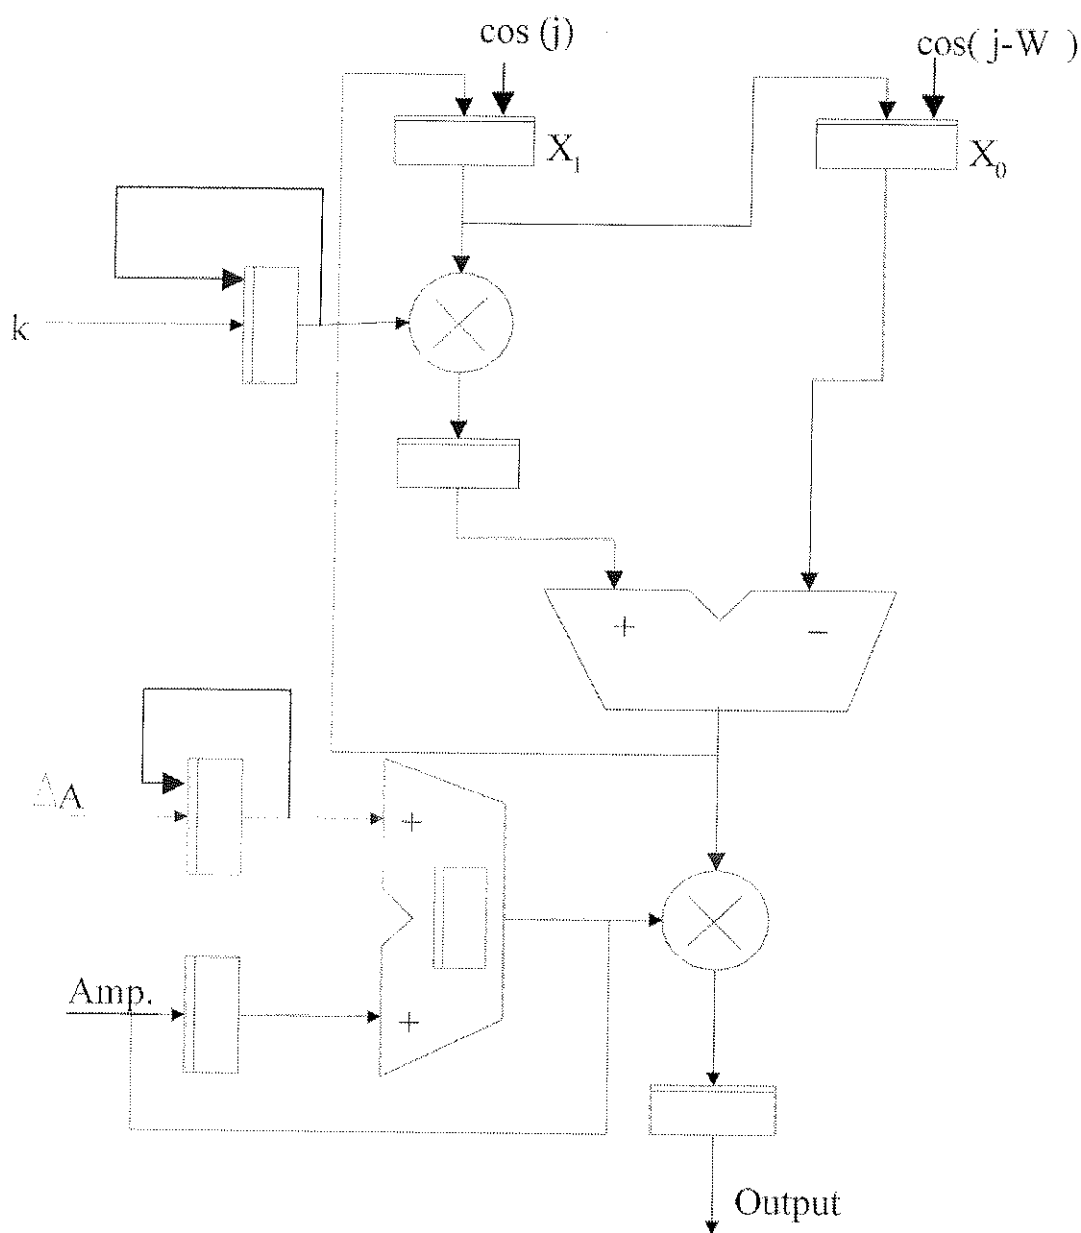 cos (j)
cos( j-W )
X₁
X₀
k
+
−
ΔA
+
Amp.
+
Output